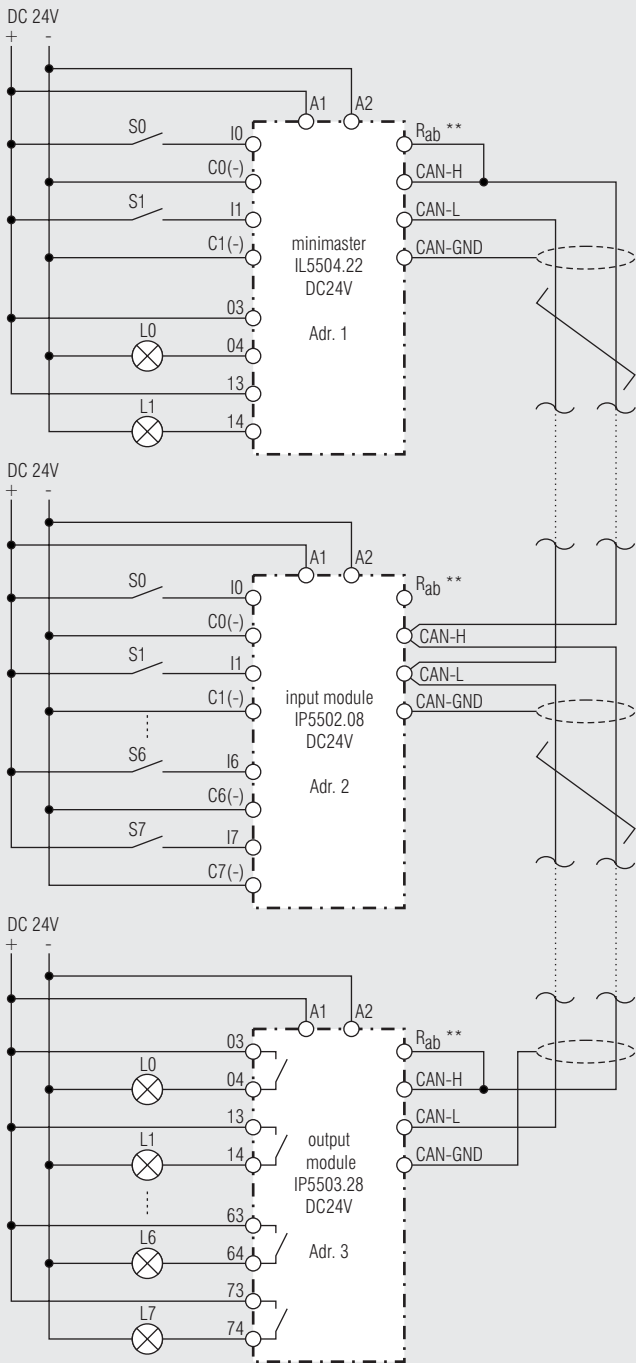 DC 24V
+ -
A1 A2
S0 I0 Rab **
C0(-) CAN-H
S1 I1 CAN-L
C1(-) CAN-GND
minimaster
IL5504.22
DC24V
Adr. 1
03
L0 04
13
L1 14
DC 24V
+ -
A1 A2
S0 I0 Rab **
C0(-) CAN-H
S1 I1 CAN-L
C1(-) CAN-GND
input module
IP5502.08
DC24V
S6 I6
Adr. 2
C6(-)
S7 I7
C7(-)
DC 24V
+ -
A1 A2
03 Rab **
L0 04 CAN-H
13 CAN-L
L1 14 CAN-GND
output
module
IP5503.28
DC24V
63
L6 64
Adr. 3
73
L7 74